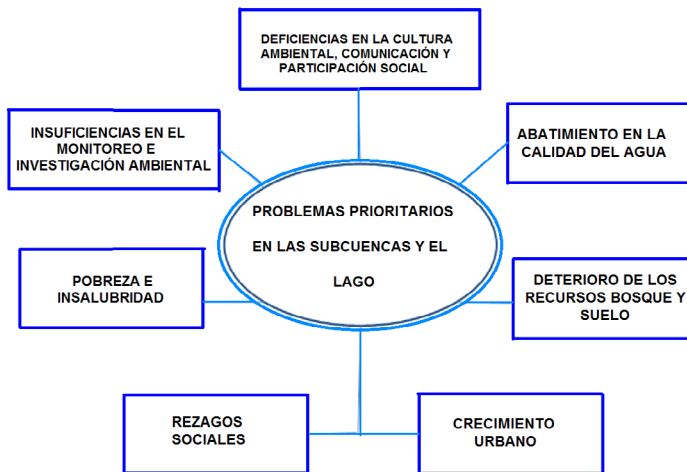 DEFICIENCIAS EN LA CULTURA
AMBIENTAL, COMUNICACIÓN Y
PARTICIPACIÓN SOCIAL
INSUFICIENCIAS EN EL
MONITOREO E
INVESTIGACIÓN AMBIENTAL
ABATIMIENTO EN LA
CALIDAD DEL AGUA
PROBLEMAS PRIORITARIOS
EN LAS SUBCUENCAS Y EL
LAGO
POBREZA E
INSALUBRIDAD
DETERIORO DE LOS
RECURSOS BOSQUE Y
SUELO
REZAGOS
SOCIALES
CRECIMIENTO
URBANO